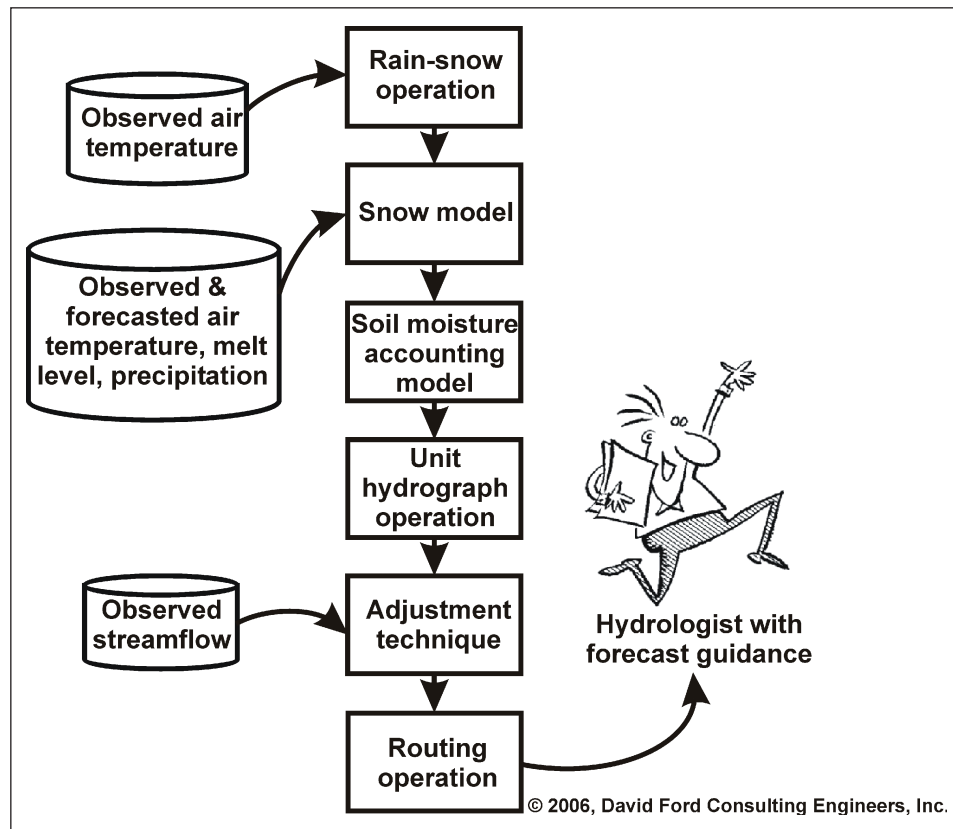 Rain-snow
operation
Observed air
temperature
Snow model
Observed &
forecasted air
temperature, melt
level, precipitation
Soil moisture
accounting
model
Unit
hydrograph
operation
Observed
streamflow
Adjustment
technique
Hydrologist with
forecast guidance
Routing
operation
© 2006, David Ford Consulting Engineers, Inc.